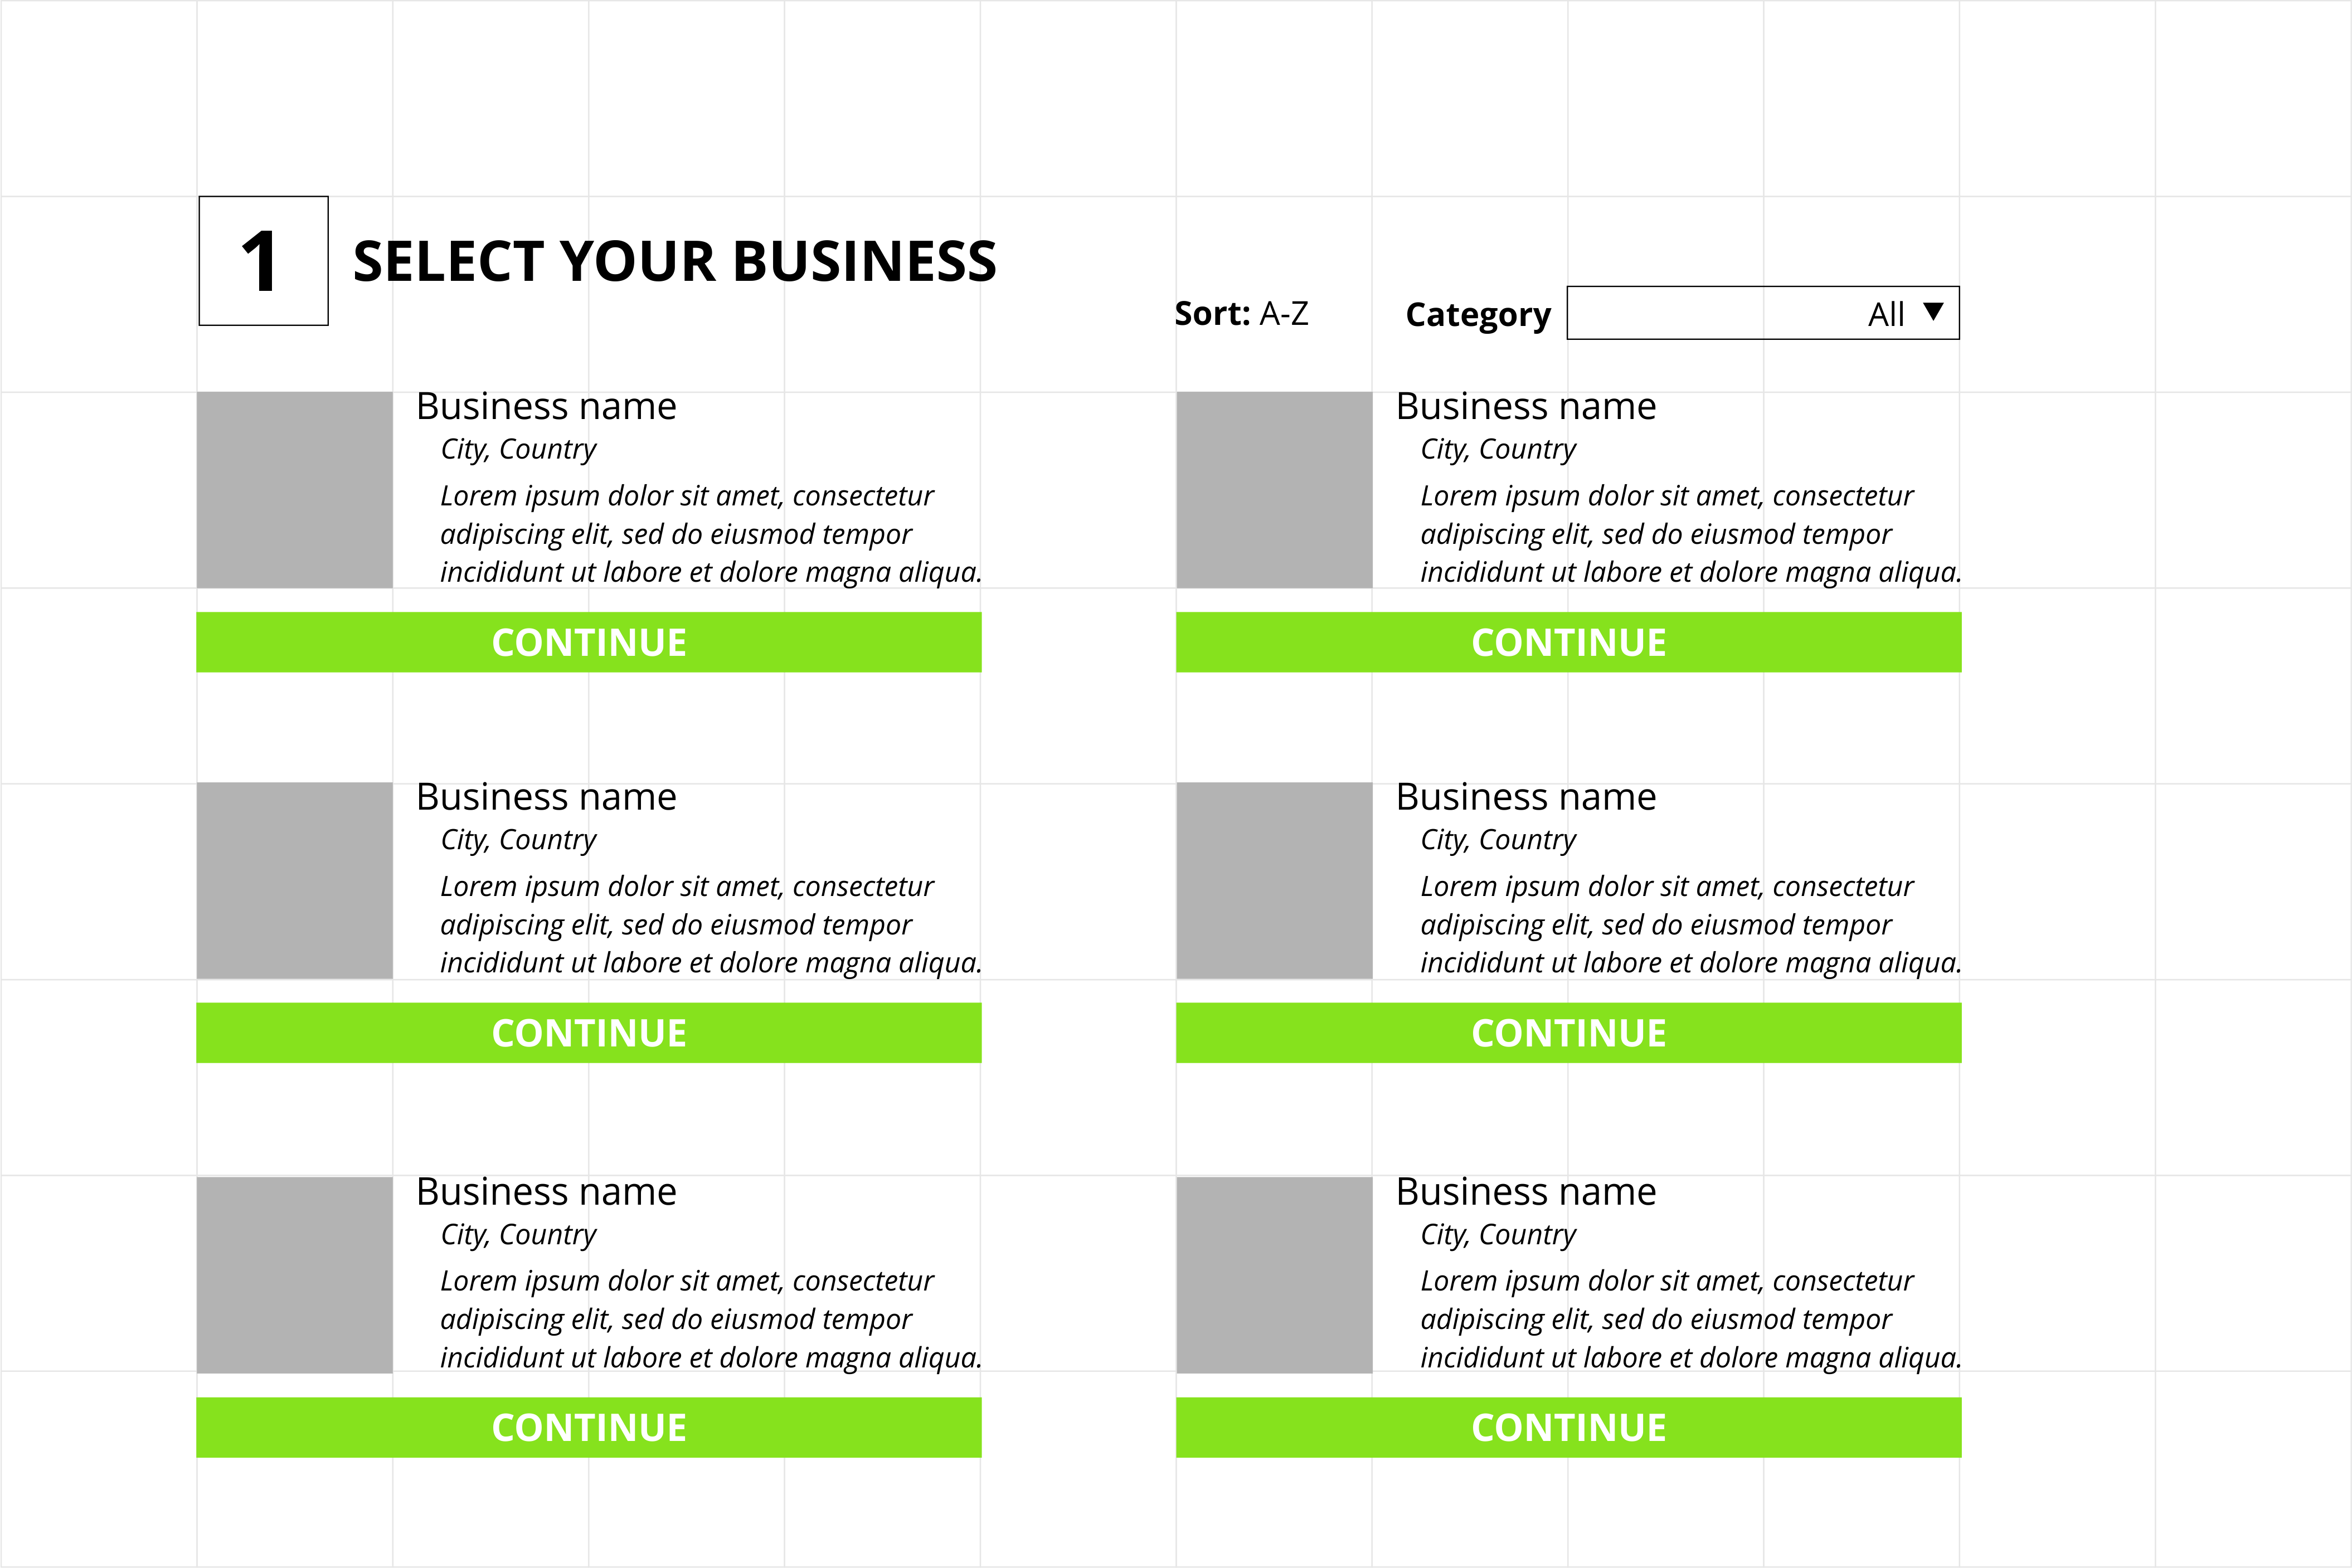 1
SELECT YOUR BUSINESS
Sort: A-Z
Category
All ▼
Business name
City, Country
Lorem ipsum dolor sit amet, consectetur
adipiscing elit, sed do eiusmod tempor
incididunt ut labore et dolore magna aliqua.
CONTINUE
Business name
City, Country
Lorem ipsum dolor sit amet, consectetur
adipiscing elit, sed do eiusmod tempor
incididunt ut labore et dolore magna aliqua.
CONTINUE
Business name
City, Country
Lorem ipsum dolor sit amet, consectetur
adipiscing elit, sed do eiusmod tempor
incididunt ut labore et dolore magna aliqua.
CONTINUE
Business name
City, Country
Lorem ipsum dolor sit amet, consectetur
adipiscing elit, sed do eiusmod tempor
incididunt ut labore et dolore magna aliqua.
CONTINUE
Business name
City, Country
Lorem ipsum dolor sit amet, consectetur
adipiscing elit, sed do eiusmod tempor
incididunt ut labore et dolore magna aliqua.
CONTINUE
Business name
City, Country
Lorem ipsum dolor sit amet, consectetur
adipiscing elit, sed do eiusmod tempor
incididunt ut labore et dolore magna aliqua.
CONTINUE